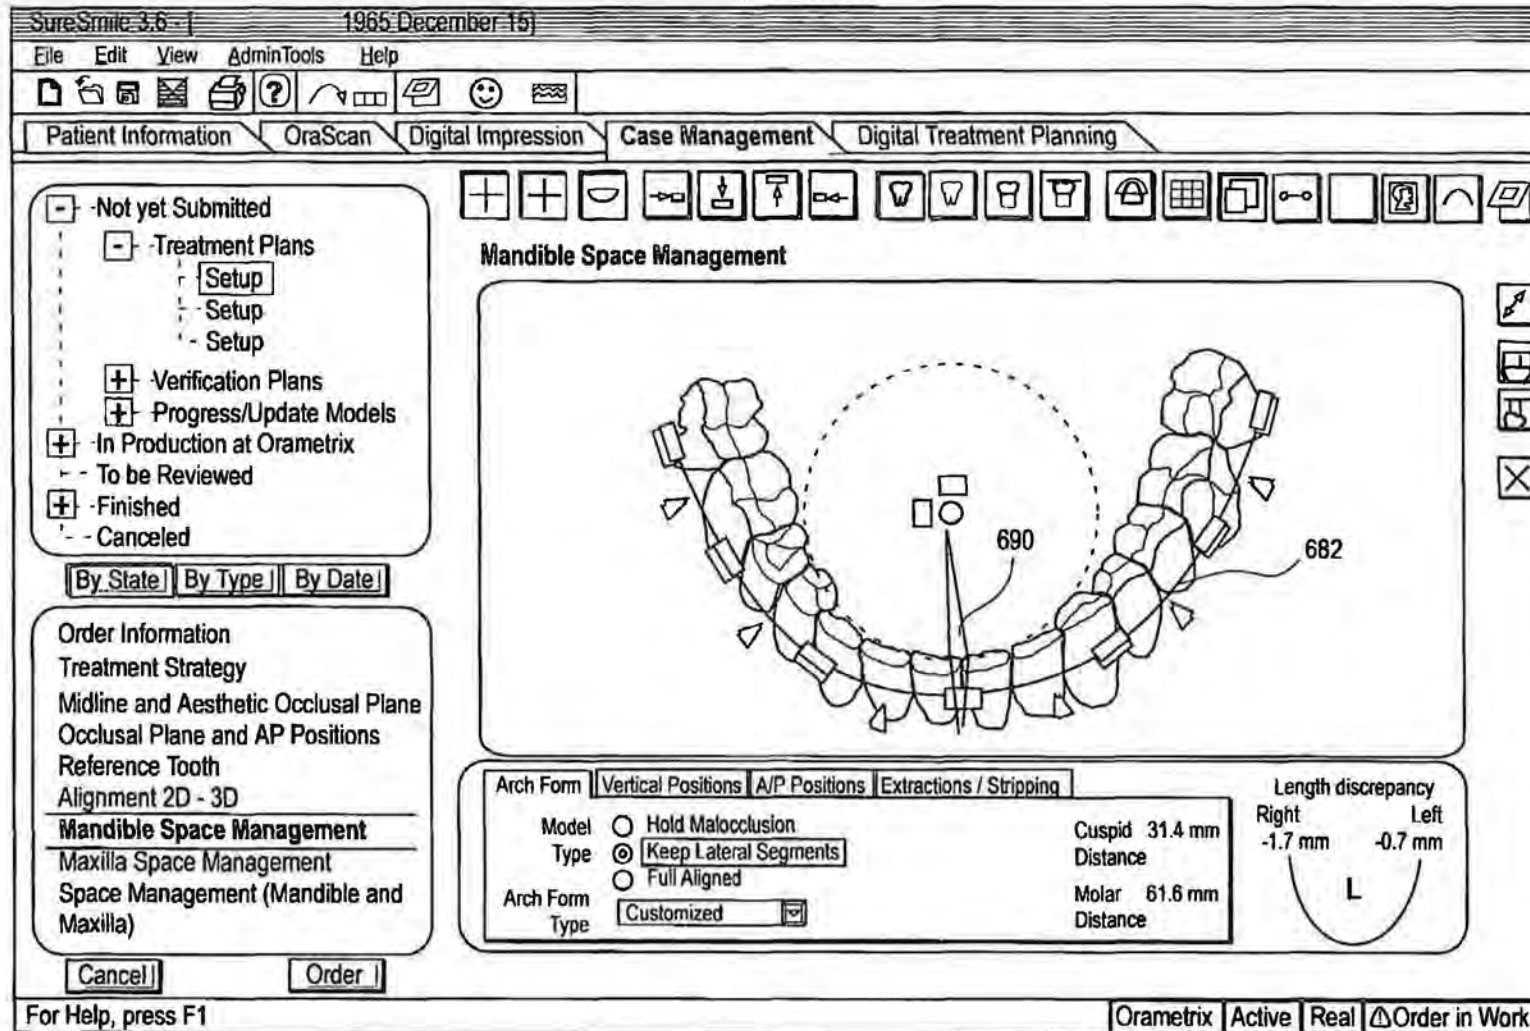 SureSmile 3.6 - [ 1965 December 15]
File Edit View AdminTools Help
Patient Information OraScan Digital Impression Case Management Digital Treatment Planning
Not yet Submitted
Treatment Plans
Setup
Setup
Setup
Verification Plans
Progress/Update Models
In Production at Orametrix
To be Reviewed
Finished
Canceled
By State By Type By Date
Order Information
Treatment Strategy
Midline and Aesthetic Occlusal Plane
Occlusal Plane and AP Positions
Reference Tooth
Alignment 2D - 3D
Mandible Space Management
Maxilla Space Management
Space Management (Mandible and
Maxilla)
Cancel Order
Mandible Space Management
690
682
Arch Form Vertical Positions A/P Positions Extractions / Stripping
Model Type
Hold Malocclusion
Keep Lateral Segments
Full Aligned
Arch Form Type
Customized
Cuspid Distance 31.4 mm
Molar Distance 61.6 mm
Length discrepancy
Right Left
-1.7 mm -0.7 mm
L
For Help, press F1
Orametrix Active Real Order in Work